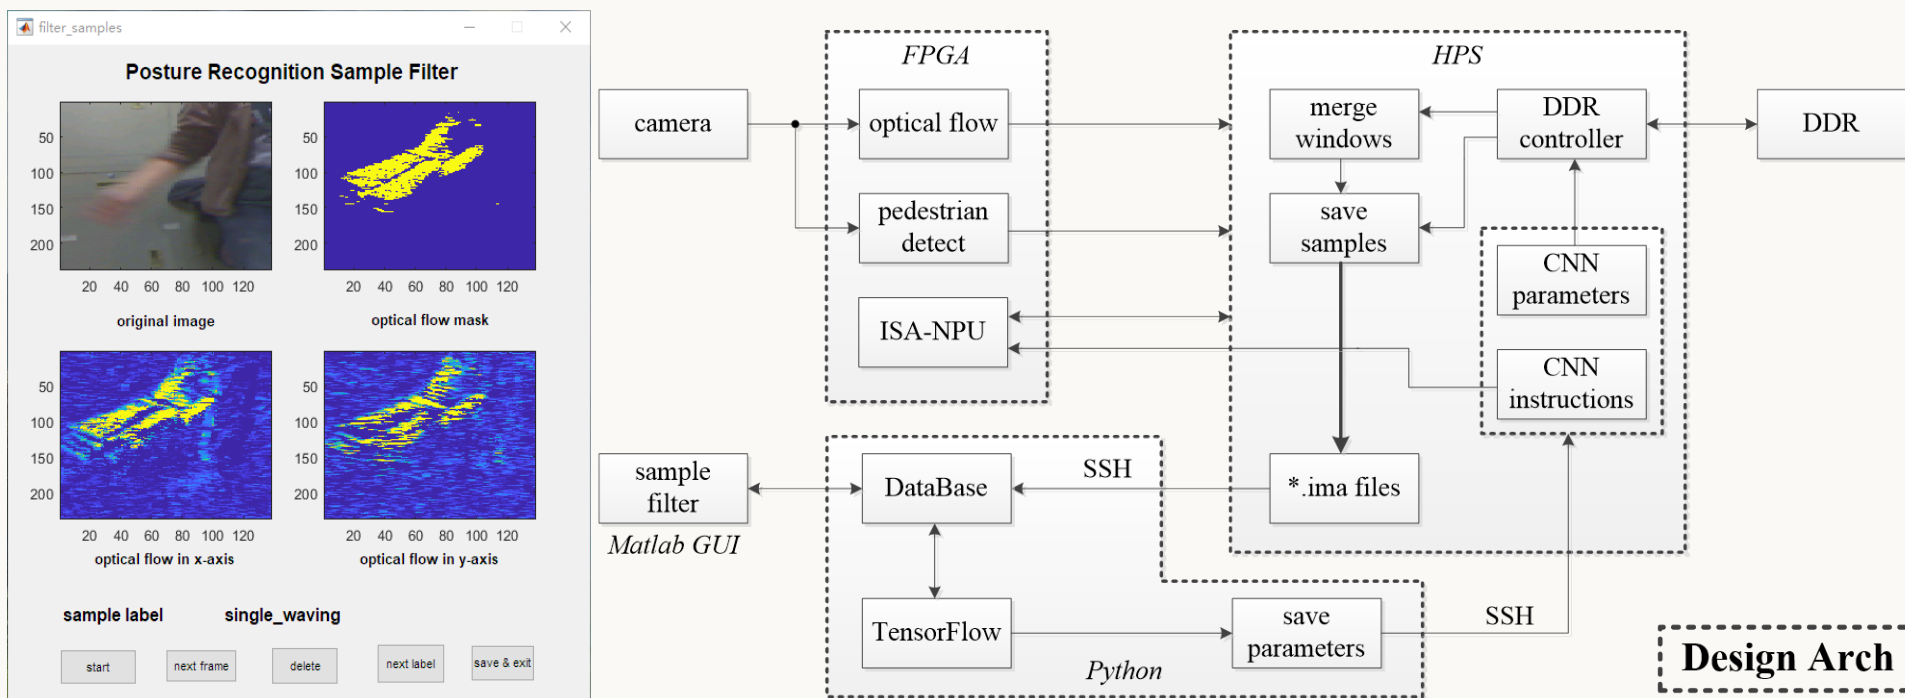 filter_samples
Posture Recognition Sample Filter
50
100
150
200
20 40 60 80 100 120
original image
50
100
150
200
20 40 60 80 100 120
optical flow mask
50
100
150
200
20 40 60 80 100 120
optical flow in x-axis
50
100
150
200
20 40 60 80 100 120
optical flow in y-axis
sample label single_waving
start next frame delete next label save & exit
camera
FPGA
optical flow
pedestrian
detect
ISA-NPU
HPS
merge
windows
DDR
controller
save
samples
CNN
parameters
CNN
instructions
*.ima files
DDR
sample
filter
Matlab GUI
DataBase
SSH
TensorFlow
save
parameters
Python
SSH
Design Arch